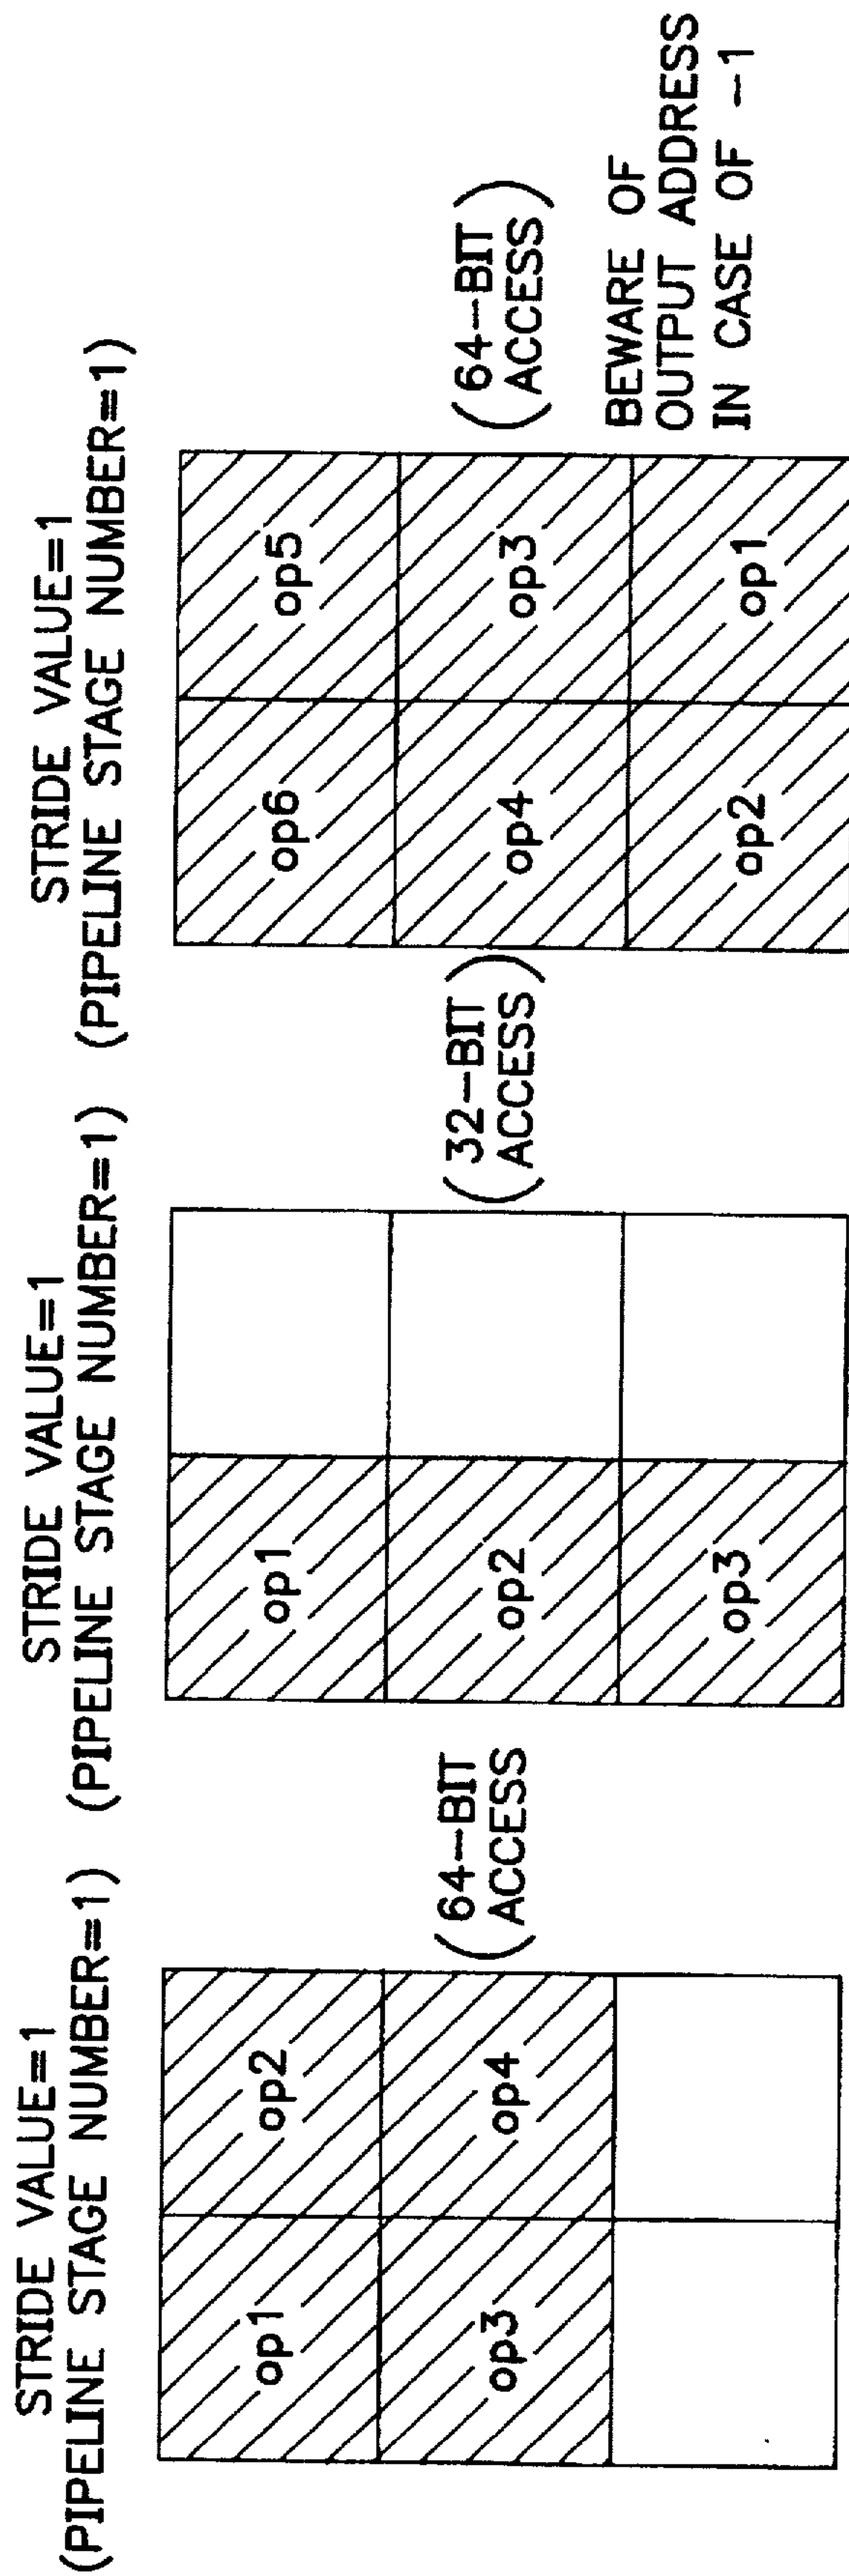 STRIDE VALUE=1
(PIPELINE STAGE NUMBER=1)
op1 op2
op3 op4
(64-BIT
ACCESS
STRIDE VALUE=1
(PIPELINE STAGE NUMBER=1)
op1
op2
op3
(32-BIT
ACCESS)
STRIDE VALUE=1
(PIPELINE STAGE NUMBER=1)
op6 op5
op4 op3
op2 op1
(64-BIT
ACCESS)
BEWARE OF
OUTPUT ADDRESS
IN CASE OF -1